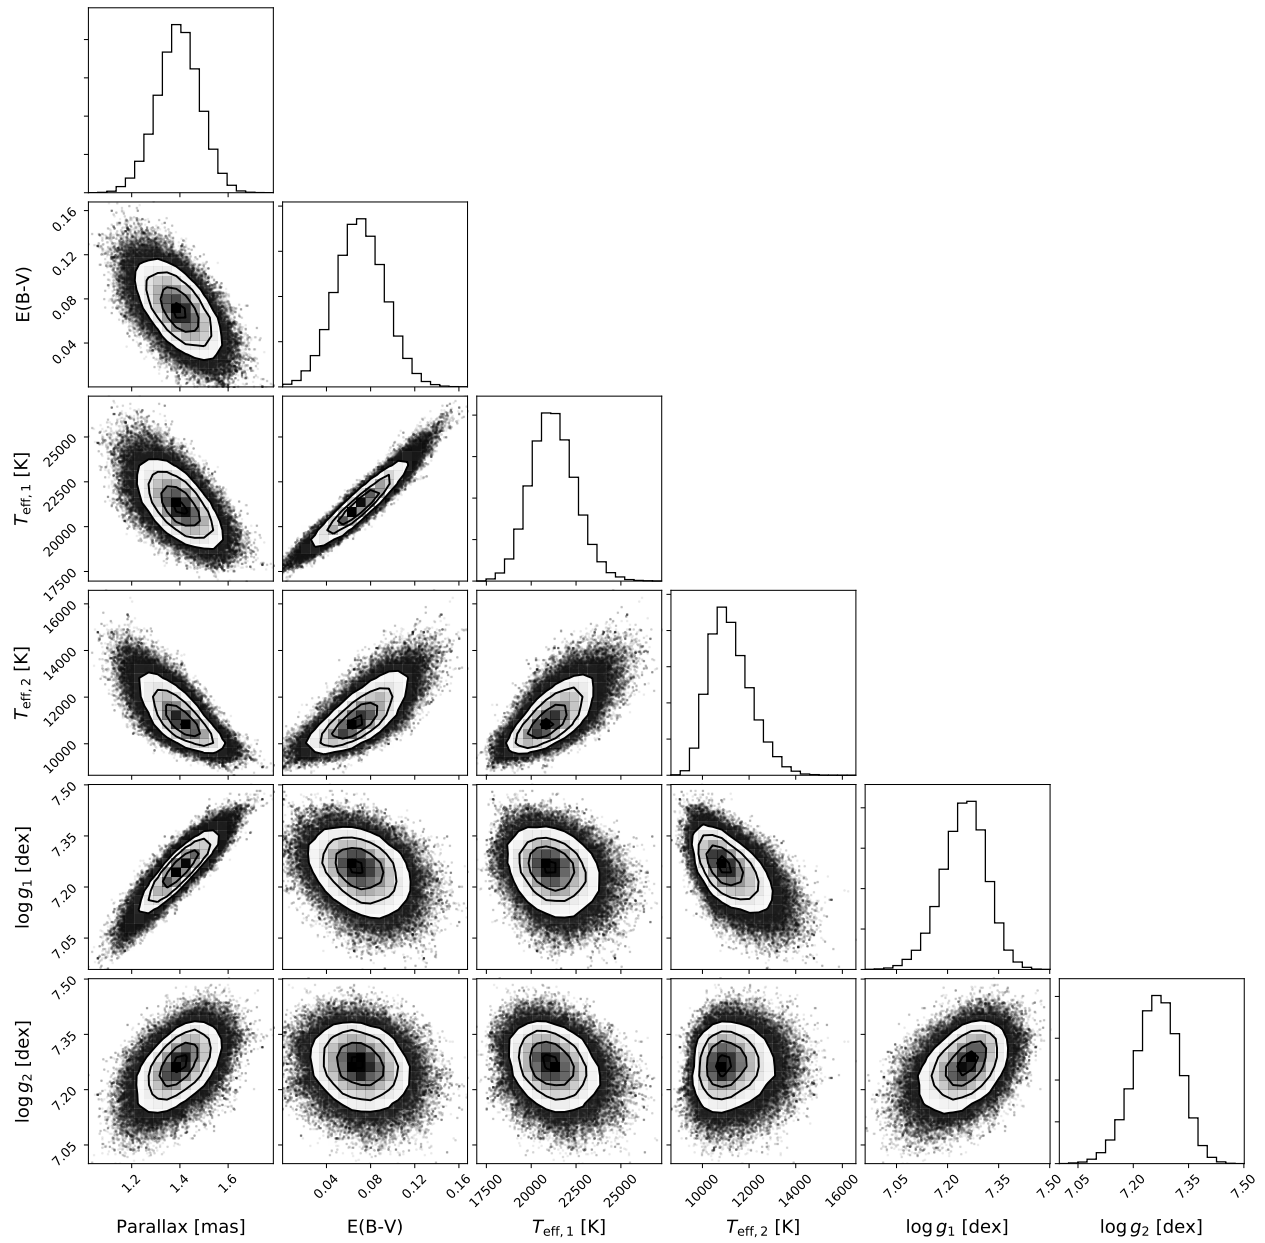 E(B-V)
0.16
0.12
0.08
0.04
T_eff,1 [K]
25000
22500
20000
17500
T_eff,2 [K]
16000
14000
12000
10000
log g_1 [dex]
7.50
7.35
7.20
7.05
log g_2 [dex]
7.50
7.35
7.20
7.05
1.2 1.4 1.6 0.04 0.08 0.12 0.16 17500 20000 22500 25000 10000 12000 14000 16000 7.05 7.20 7.35 7.50 7.05 7.20 7.35 7.50
Parallax [mas] E(B-V) T_eff,1 [K] T_eff,2 [K] log g_1 [dex] log g_2 [dex]